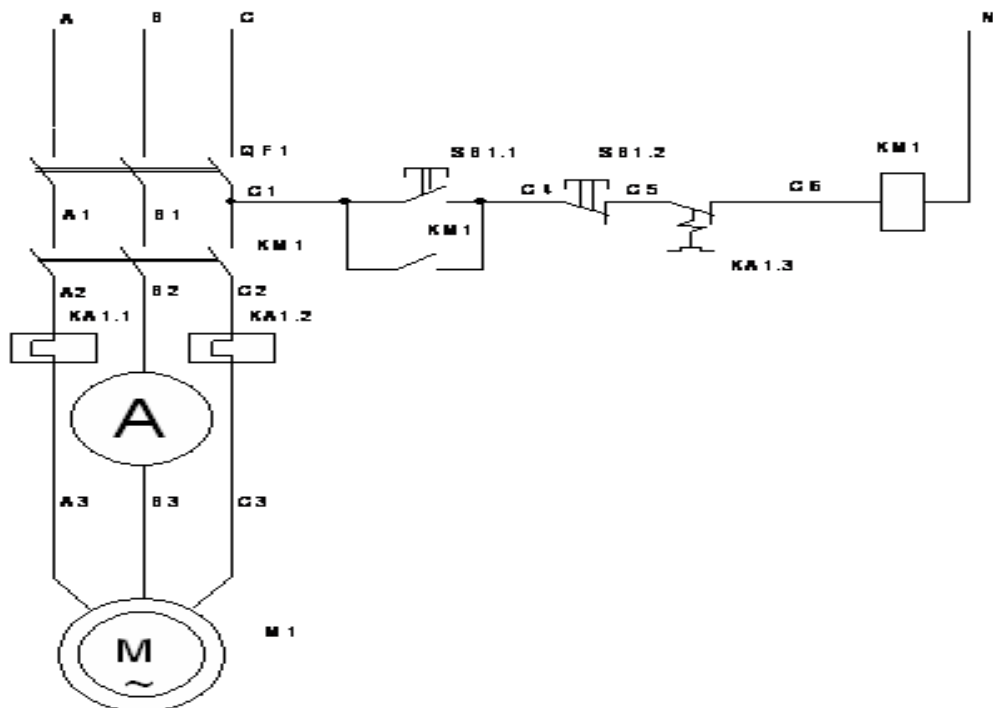 A B C N
QF1 SB1.1 SB1.2 KM1
C1 C4 C5 C6
A1 B1 KM1 KM1 KA1.3
A2 B2 C2
KA1.1 KA1.2
A
A3 B3 C3
M1
M
~